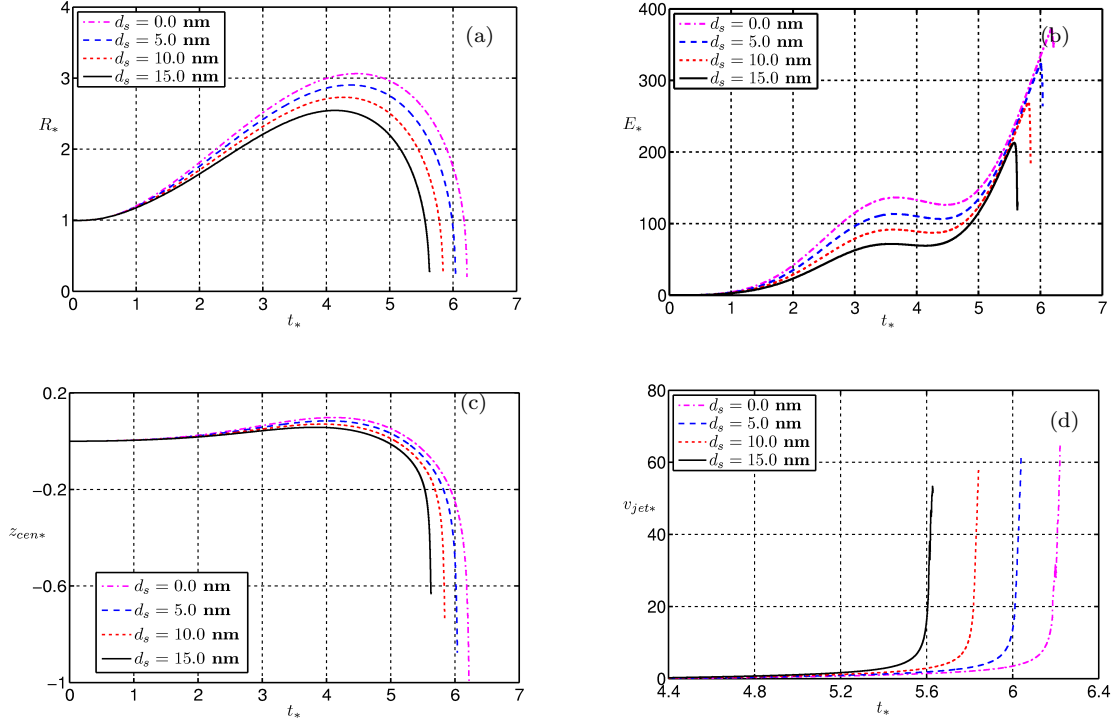 4
3
2
1
0
R*
0 1 2 3 4 5 6 7
t*
(a)
d_s = 0.0 nm
d_s = 5.0 nm
d_s = 10.0 nm
d_s = 15.0 nm
400
300
200
100
0
E*
0 1 2 3 4 5 6 7
t*
(b)
d_s = 0.0 nm
d_s = 5.0 nm
d_s = 10.0 nm
d_s = 15.0 nm
0.2
−0.2
−0.6
−1
z_cen*
0 1 2 3 4 5 6 7
t*
(c)
d_s = 0.0 nm
d_s = 5.0 nm
d_s = 10.0 nm
d_s = 15.0 nm
80
60
40
20
0
v_jet*
4.4 4.8 5.2 5.6 6 6.4
t*
(d)
d_s = 0.0 nm
d_s = 5.0 nm
d_s = 10.0 nm
d_s = 15.0 nm